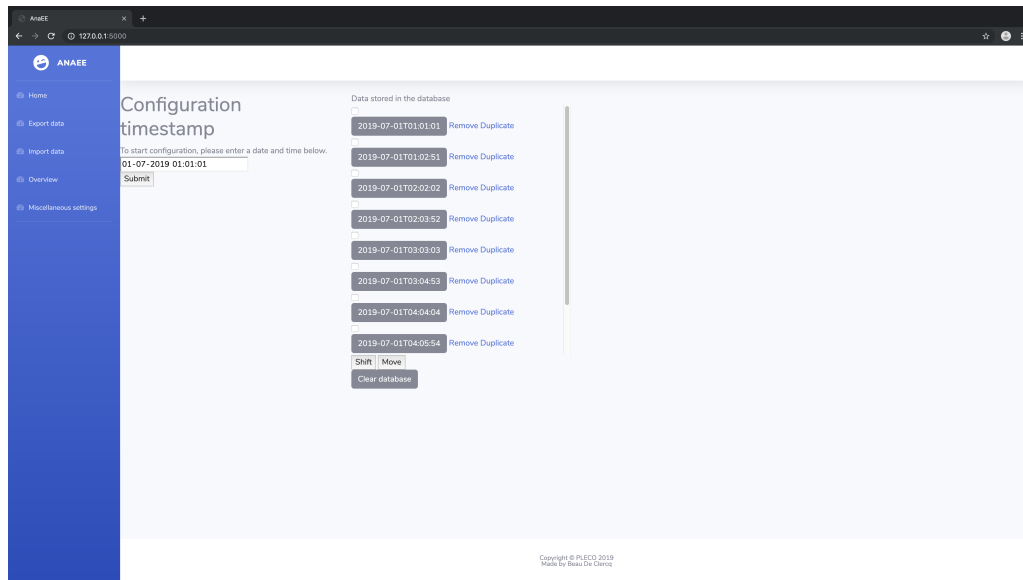 AnaEE
127.0.0.1:5000
ANAEE
Home
Export data
Import data
Overview
Miscellaneous settings
Configuration
timestamp
To start configuration, please enter a date and time below.
01-07-2019 01:01:01
Submit
Data stored in the database
2019-07-01T01:01:01 Remove Duplicate
2019-07-01T01:02:51 Remove Duplicate
2019-07-01T02:02:02 Remove Duplicate
2019-07-01T02:03:52 Remove Duplicate
2019-07-01T03:03:03 Remove Duplicate
2019-07-01T03:04:53 Remove Duplicate
2019-07-01T04:04:04 Remove Duplicate
2019-07-01T04:05:54 Remove Duplicate
Shift Move
Clear database
Copyright © PLECO 2019
Made by Beau De Clercq